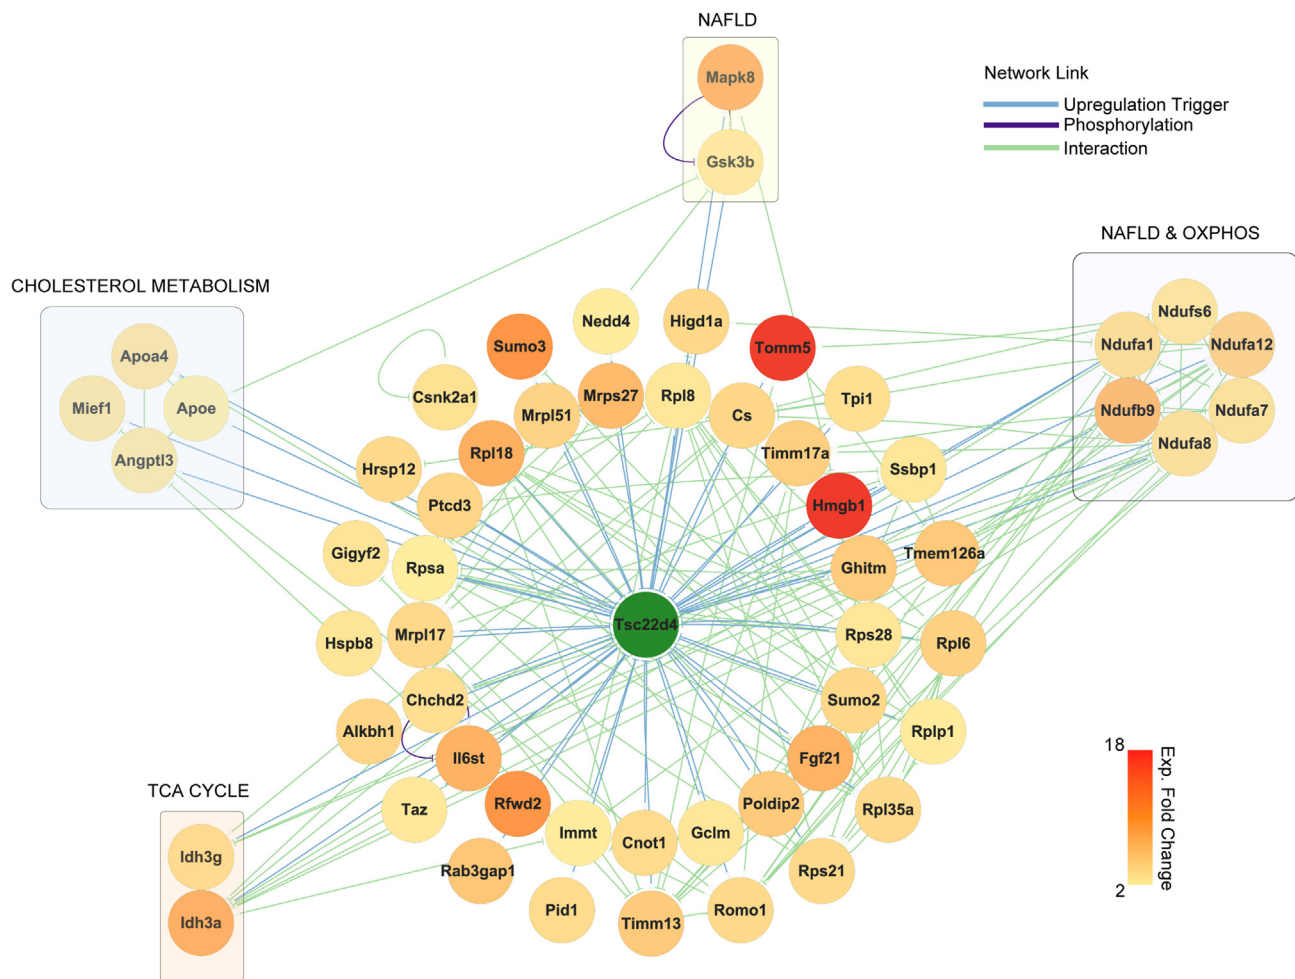 NAFLD
Mapk8
Gsk3b
Network Link
Upregulation Trigger
Phosphorylation
Interaction
NAFLD & OXPHOS
Ndufs6
Ndufa1
Ndufa12
Ndufb9
Ndufa7
Ndufa8
CHOLESTEROL METABOLISM
Apoa4
Mief1
Apoe
Angptl3
Nedd4
Higd1a
Sumo3
Tomm5
Csnk2a1
Mrpl51
Mrps27
Rpl8
Cs
Tpi1
Hrsp12
Rpl18
Timm17a
Ssbp1
Ptcd3
Hmgb1
Gigyf2
Rpsa
Ghitm
Tmem126a
Tsc22d4
Hspb8
Mrpl17
Rps28
Rpl6
Chchd2
Sumo2
Alkbh1
Il6st
Fgf21
Rplp1
Taz
Rfwd2
Immt
Cnot1
Gclm
Poldip2
Rpl35a
Rab3gap1
Rps21
Pid1
Timm13
Romo1
TCA CYCLE
Idh3g
Idh3a
18
Exp. Fold Change
2